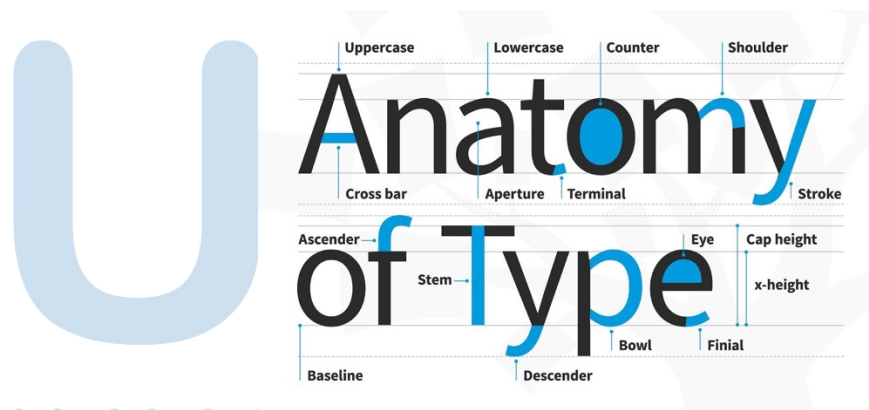 U
Uppercase Lowercase Counter Shoulder
Anatomy
Cross bar Aperture Terminal Stroke
Ascender Eye Cap height
of Type
Stem x-height
Bowl Finial
Baseline Descender